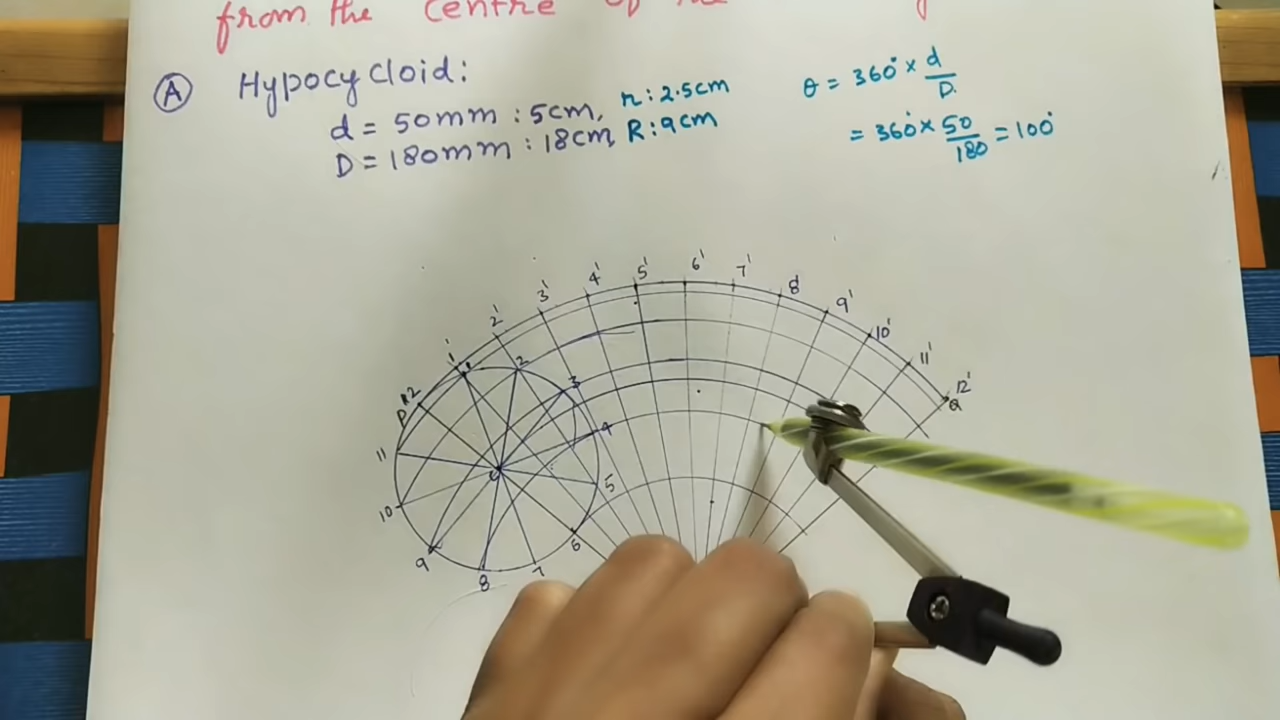 from the centre of the
Ⓐ Hypocycloid:
d = 50mm : 5cm, r : 2.5cm
D = 180mm : 18cm R : 9cm
θ = 360° × d/D.
= 360° × 50/180 = 100°
1' 2' 3' 4' 5' 6' 7' 8' 9' 10' 11' 12'
P 12 1 2 3 4 5 6 7 8 9 10 11
C
Q